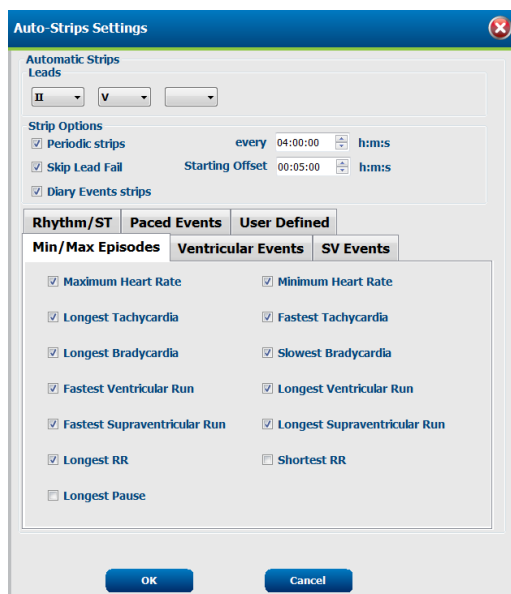 Auto-Strips Settings
Automatic Strips
Leads
II V
Strip Options
Periodic strips every 04:00:00 h:m:s
Skip Lead Fail Starting Offset 00:05:00 h:m:s
Diary Events strips
Rhythm/ST Paced Events User Defined
Min/Max Episodes Ventricular Events SV Events
Maximum Heart Rate Minimum Heart Rate
Longest Tachycardia Fastest Tachycardia
Longest Bradycardia Slowest Bradycardia
Fastest Ventricular Run Longest Ventricular Run
Fastest Supraventricular Run Longest Supraventricular Run
Longest RR Shortest RR
Longest Pause
OK Cancel